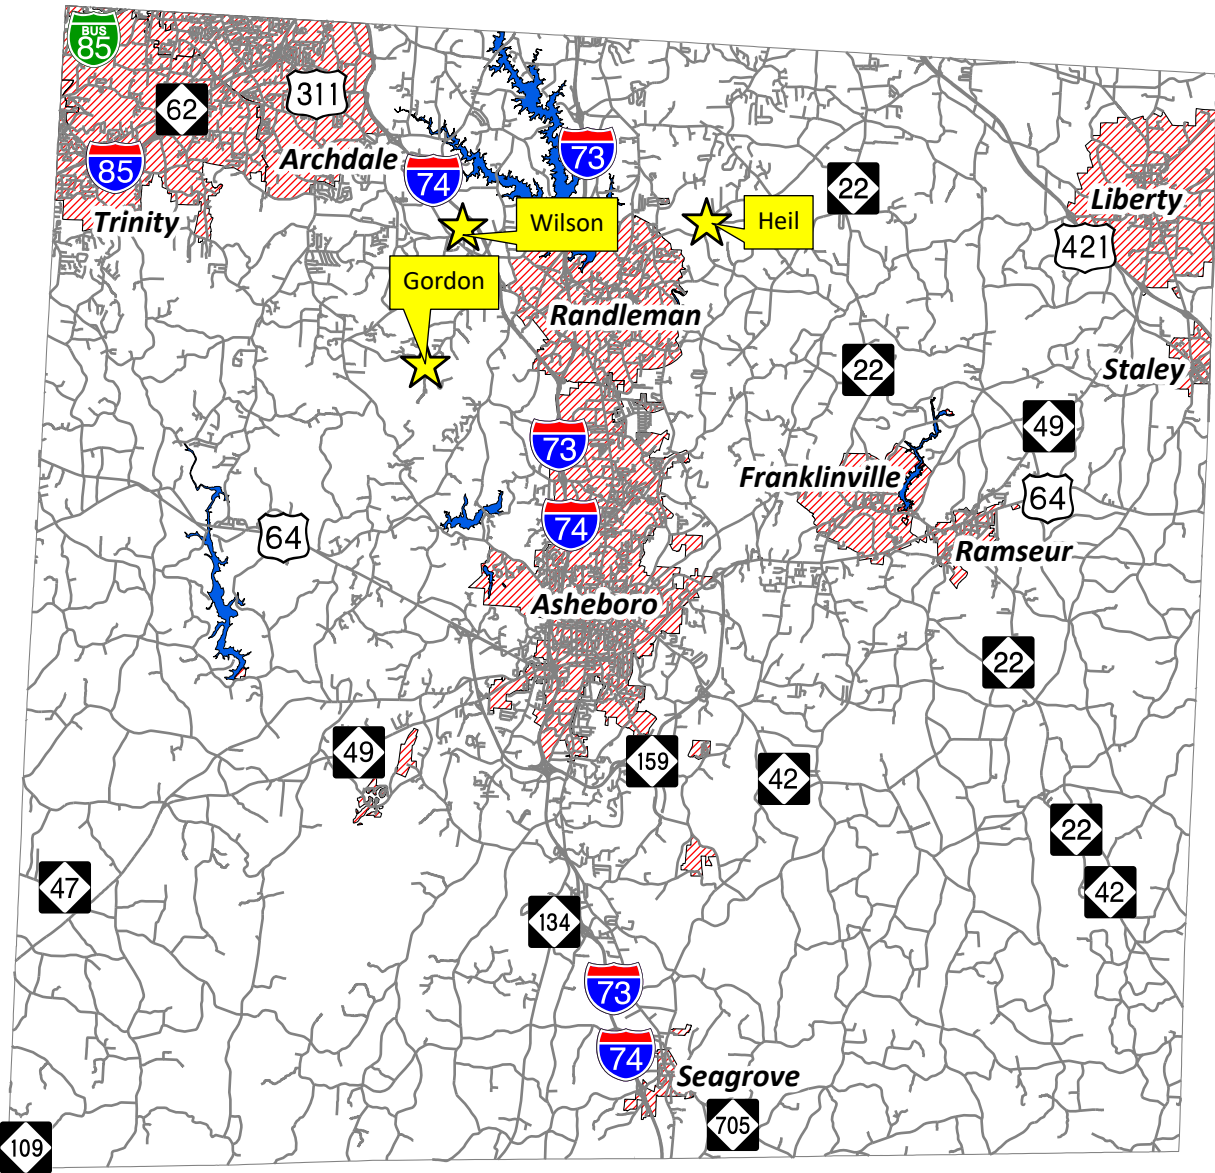 BUS
85
62
311
85
Archdale
74
73
22
Liberty
Trinity
Wilson
Heil
421
Gordon
Randleman
Staley
22
73
49
Franklinville
64
64
74
Ramseur
Asheboro
22
49
159
42
22
47
42
134
73
74
Seagrove
705
109